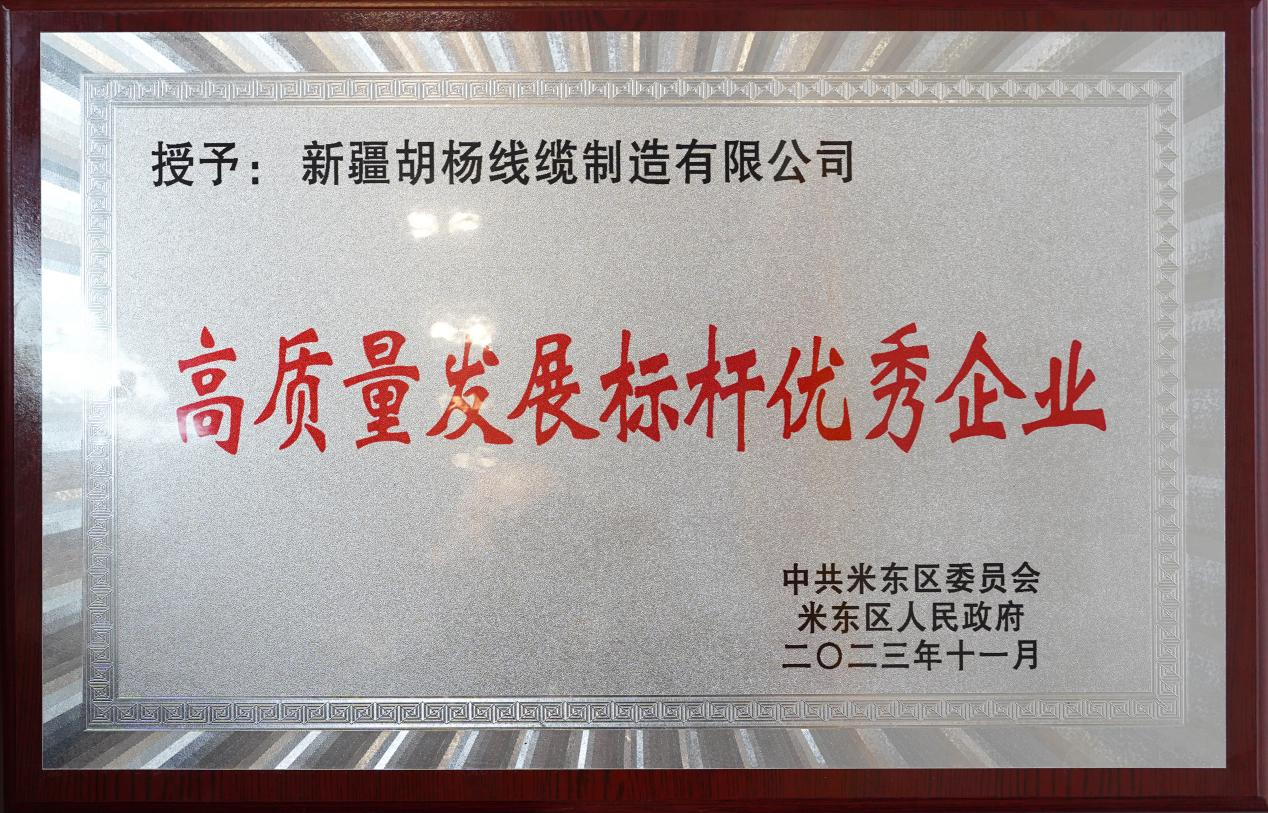 授予：新疆胡杨线缆制造有限公司
高质量发展标杆优秀企业
中共米东区委员会
米东区人民政府
二〇二三年十一月